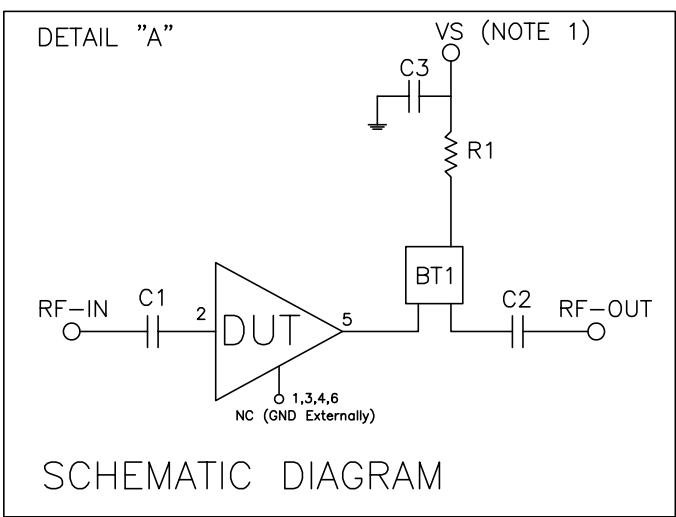 DETAIL "A"
VS (NOTE 1)
C3
R1
BT1
RF-IN
C1
2
DUT
5
C2
RF-OUT
1,3,4,6
NC (GND Externally)
SCHEMATIC DIAGRAM